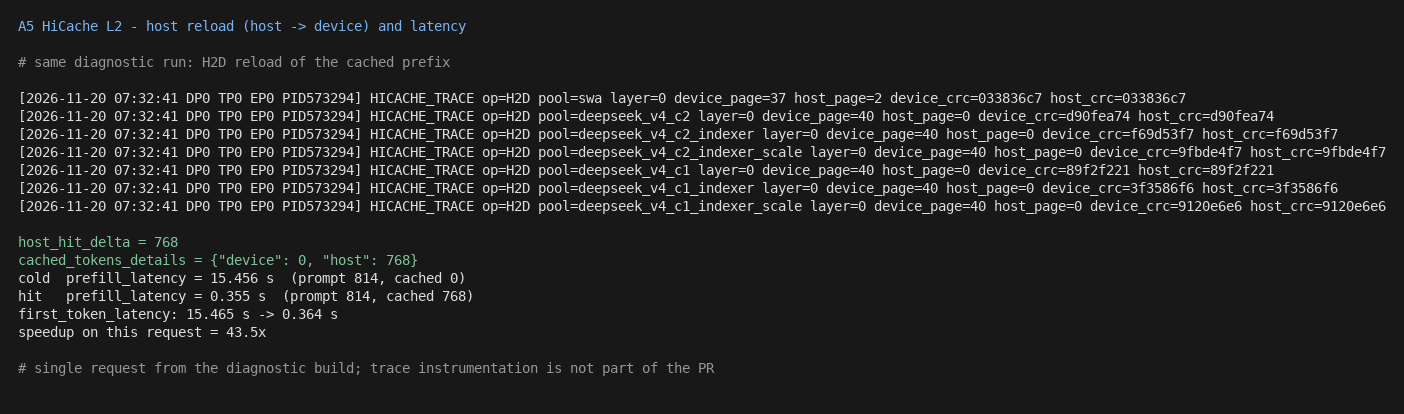 A5 HiCache L2 - host reload (host -> device) and latency
# same diagnostic run: H2D reload of the cached prefix
[2026-11-20 07:32:41 DP0 TP0 EP0 PID573294] HICACHE_TRACE op=H2D pool=swa layer=0 device_page=37 host_page=2 device_crc=033836c7 host_crc=033836c7
[2026-11-20 07:32:41 DP0 TP0 EP0 PID573294] HICACHE_TRACE op=H2D pool=deepseek_v4_c2 layer=0 device_page=40 host_page=0 device_crc=d90fea74 host_crc=d90fea74
[2026-11-20 07:32:41 DP0 TP0 EP0 PID573294] HICACHE_TRACE op=H2D pool=deepseek_v4_c2_indexer layer=0 device_page=40 host_page=0 device_crc=f69d53f7 host_crc=f69d53f7
[2026-11-20 07:32:41 DP0 TP0 EP0 PID573294] HICACHE_TRACE op=H2D pool=deepseek_v4_c2_indexer_scale layer=0 device_page=40 host_page=0 device_crc=9fbde4f7 host_crc=9fbde4f7
[2026-11-20 07:32:41 DP0 TP0 EP0 PID573294] HICACHE_TRACE op=H2D pool=deepseek_v4_c1 layer=0 device_page=40 host_page=0 device_crc=89f2f221 host_crc=89f2f221
[2026-11-20 07:32:41 DP0 TP0 EP0 PID573294] HICACHE_TRACE op=H2D pool=deepseek_v4_c1_indexer layer=0 device_page=40 host_page=0 device_crc=3f3586f6 host_crc=3f3586f6
[2026-11-20 07:32:41 DP0 TP0 EP0 PID573294] HICACHE_TRACE op=H2D pool=deepseek_v4_c1_indexer_scale layer=0 device_page=40 host_page=0 device_crc=9120e6e6 host_crc=9120e6e6
host_hit_delta = 768
cached_tokens_details = {"device": 0, "host": 768}
cold  prefill_latency = 15.456 s  (prompt 814, cached 0)
hit   prefill_latency = 0.355 s  (prompt 814, cached 768)
first_token_latency: 15.465 s -> 0.364 s
speedup on this request = 43.5x
# single request from the diagnostic build; trace instrumentation is not part of the PR